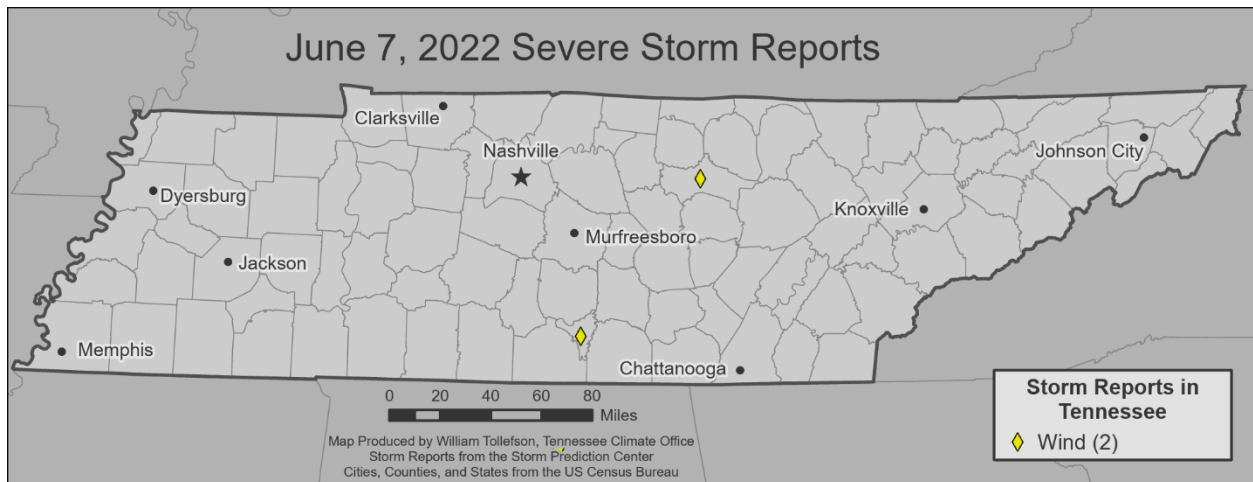 June 7, 2022 Severe Storm Reports
Clarksville
Nashville
Johnson City
Dyersburg
Knoxville
Murfreesboro
Jackson
Memphis
Chattanooga
0 20 40 80
Miles
Map Produced by William Tollefson, Tennessee Climate Office
Storm Reports from the Storm Prediction Center
Cities, Counties, and States from the US Census Bureau
Storm Reports in
Tennessee
Wind (2)